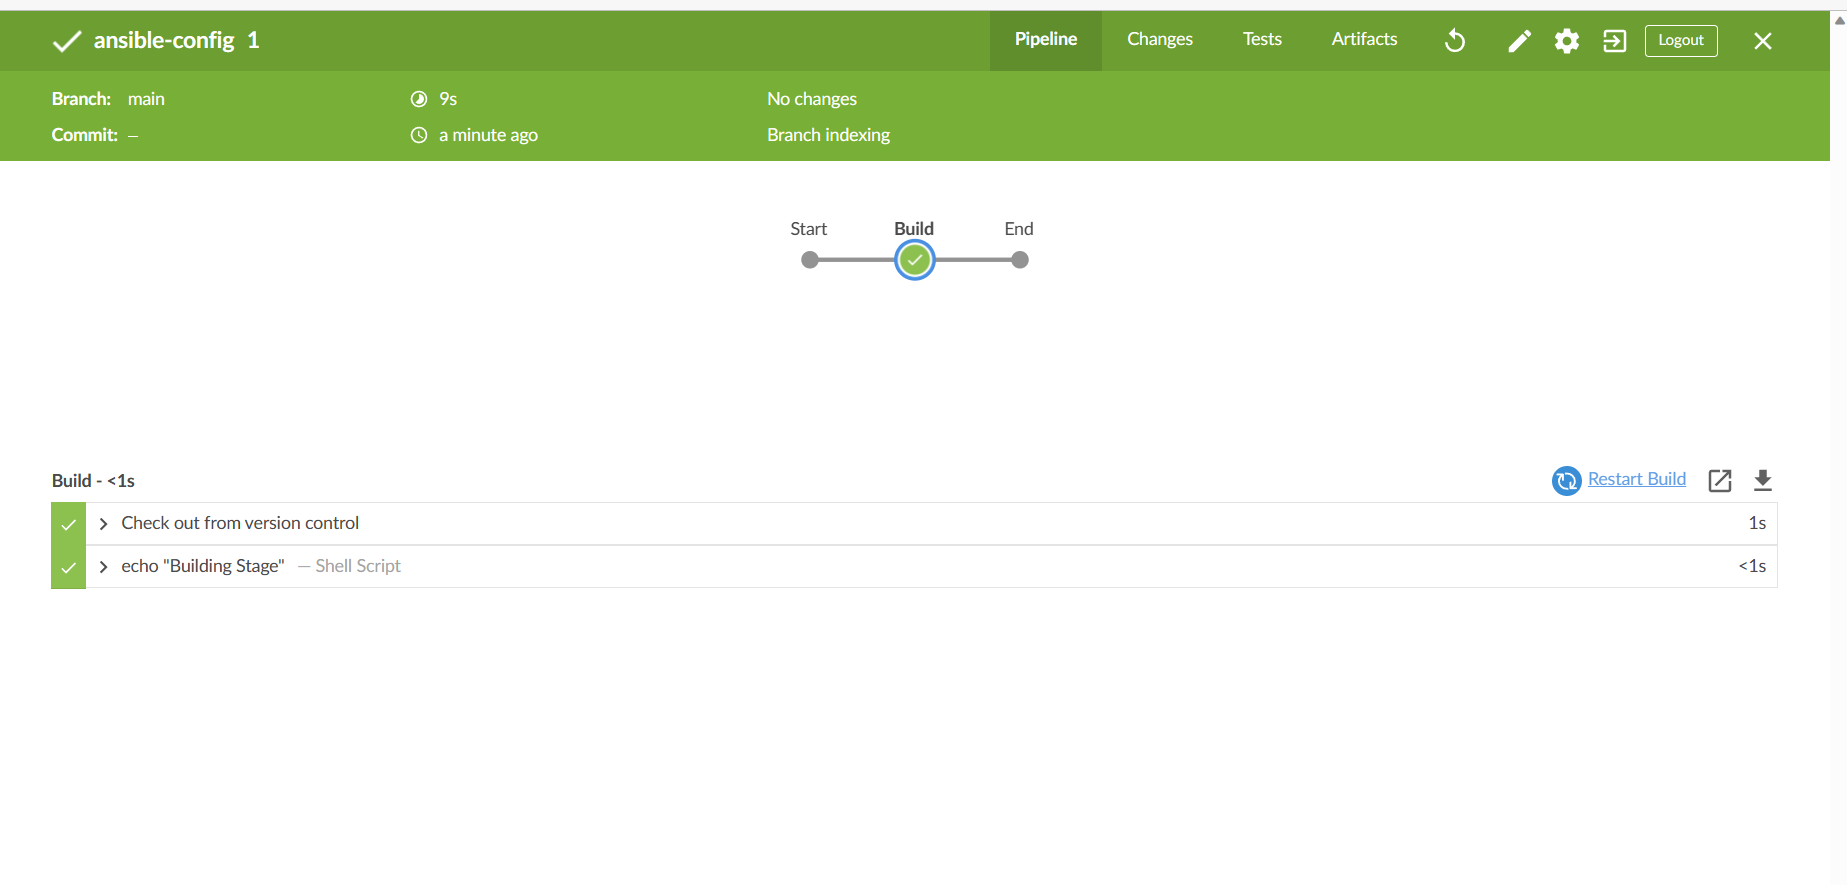 ansible-config 1 Pipeline Changes Tests Artifacts Logout
Branch: main 9s No changes
Commit: – a minute ago Branch indexing
Start Build End
Build - <1s Restart Build
Check out from version control 1s
echo "Building Stage" — Shell Script <1s